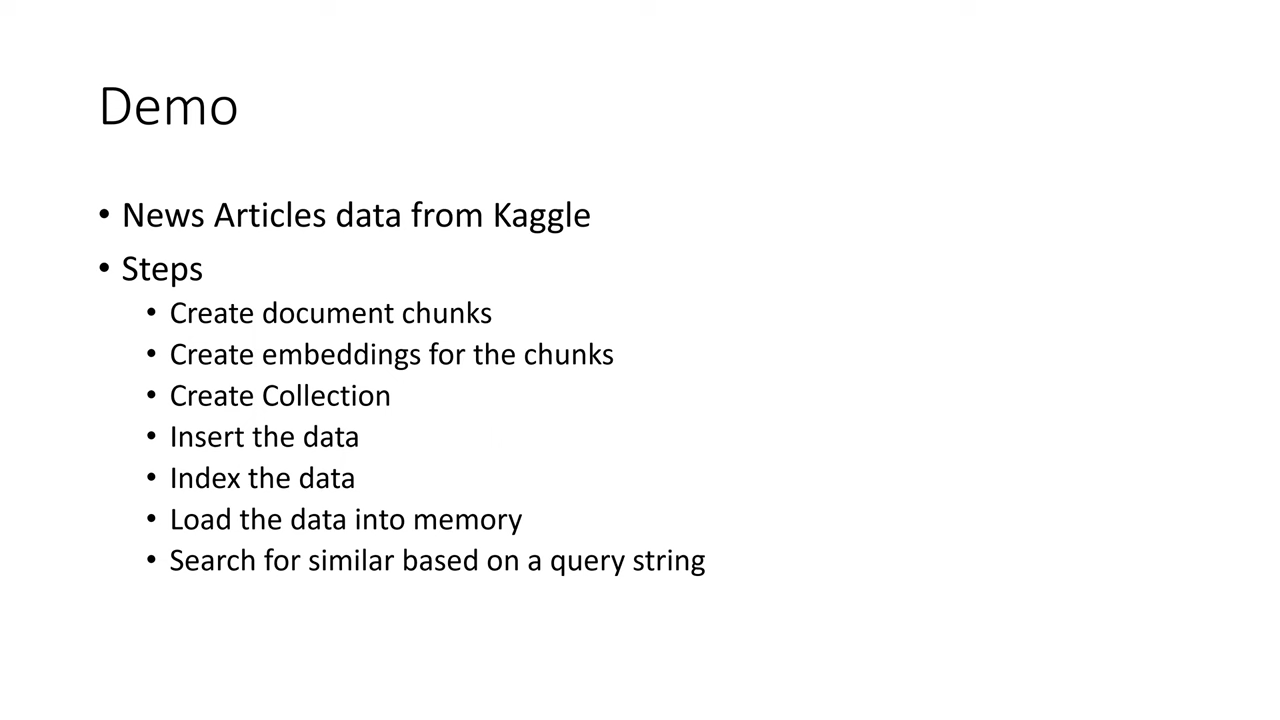 Demo
• News Articles data from Kaggle
• Steps
• Create document chunks
• Create embeddings for the chunks
• Create Collection
• Insert the data
• Index the data
• Load the data into memory
• Search for similar based on a query string